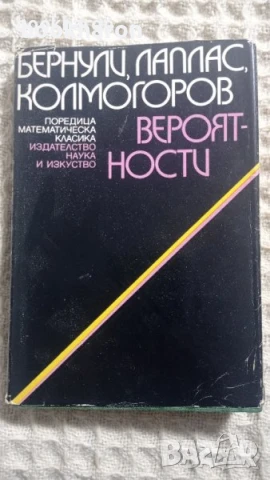 БЕРНУЛИ, ЛАПЛАС,
КОЛМОГОРОВ
ПОРЕДИЦА
МАТЕМАТИЧЕСКА
КЛАСИКА
ИЗДАТЕЛСТВО
НАУКА
И ИЗКУСТВО
ВЕРОЯТ-
НОСТИ